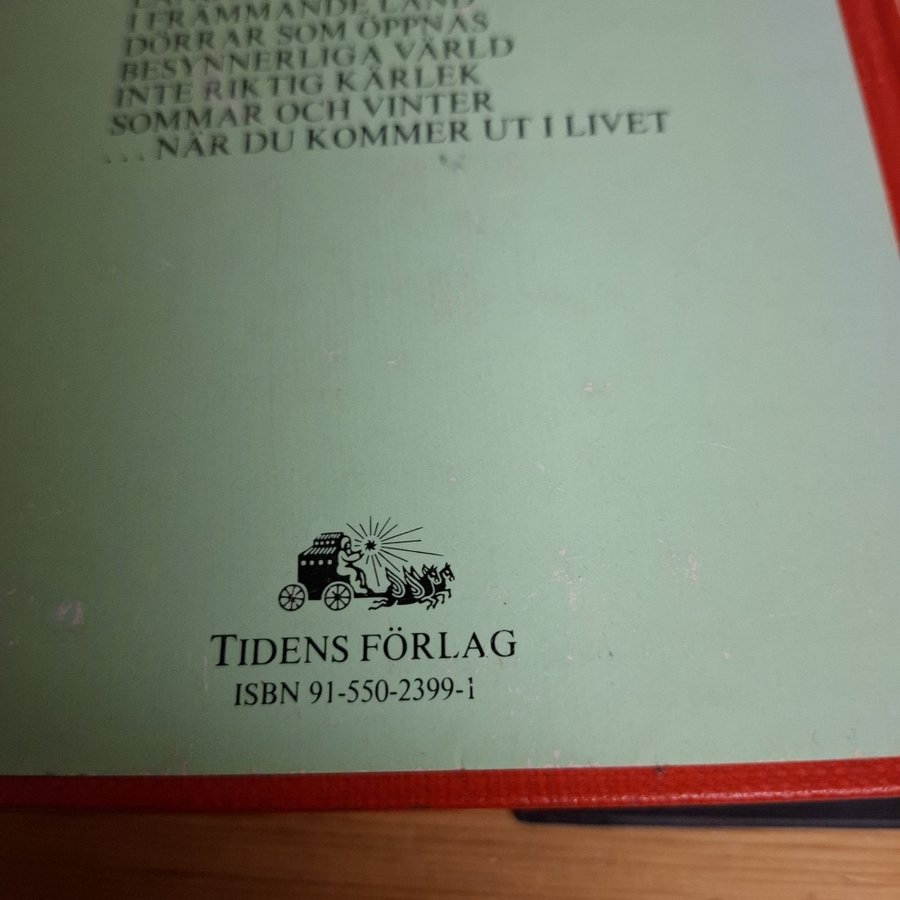 I FRÄMMANDE LAND
DÖRRAR SOM ÖPPNAS
BESYNNERLIGA VÄRLD
INTE RIKTIG KÄRLEK
SOMMAR OCH VINTER
...NÄR DU KOMMER UT I LIVET
TIDENS FÖRLAG
ISBN 91-550-2399-1